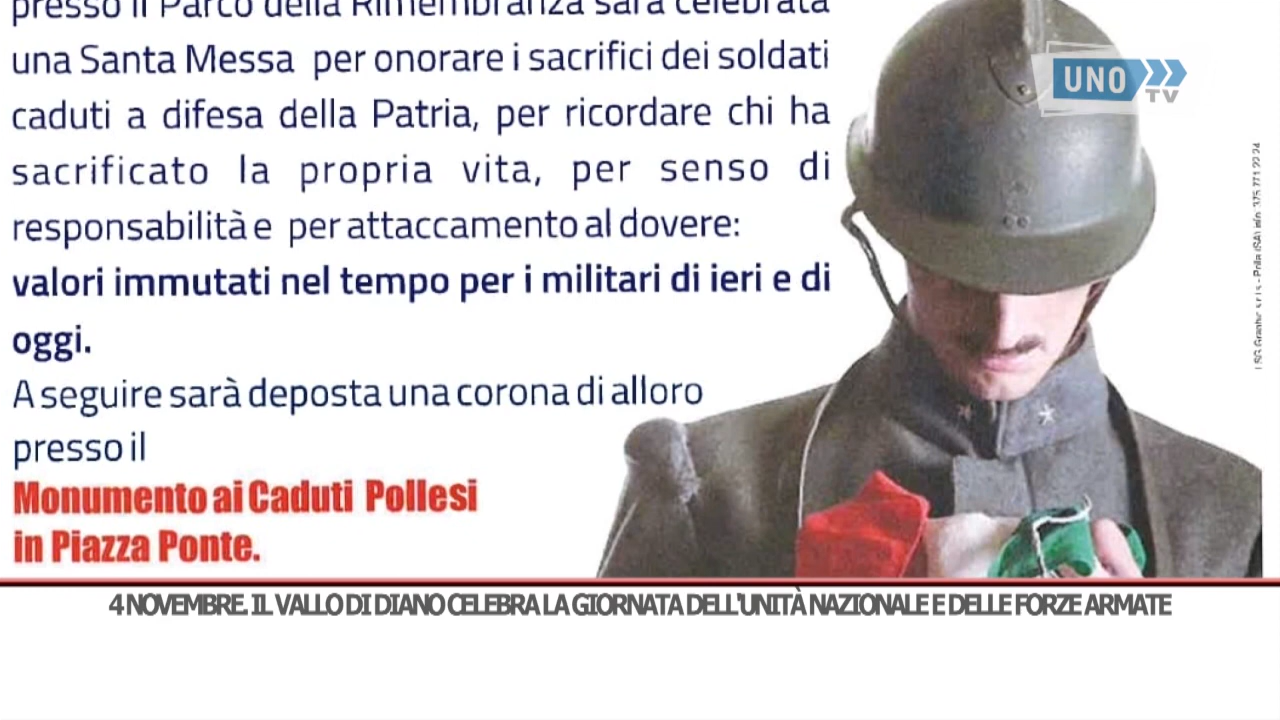 presso il Parco della Rimembranza sarà celebrata
una Santa Messa per onorare i sacrifici dei soldati
caduti a difesa della Patria, per ricordare chi ha
sacrificato la propria vita, per senso di
responsabilità e per attaccamento al dovere:
valori immutati nel tempo per i militari di ieri e di
oggi.
A seguire sarà deposta una corona di alloro
presso il
Monumento ai Caduti Pollesi
in Piazza Ponte.
UNO
TV
4 NOVEMBRE. IL VALLO DI DIANO CELEBRA LA GIORNATA DELL'UNITÀ NAZIONALE E DELLE FORZE ARMATE